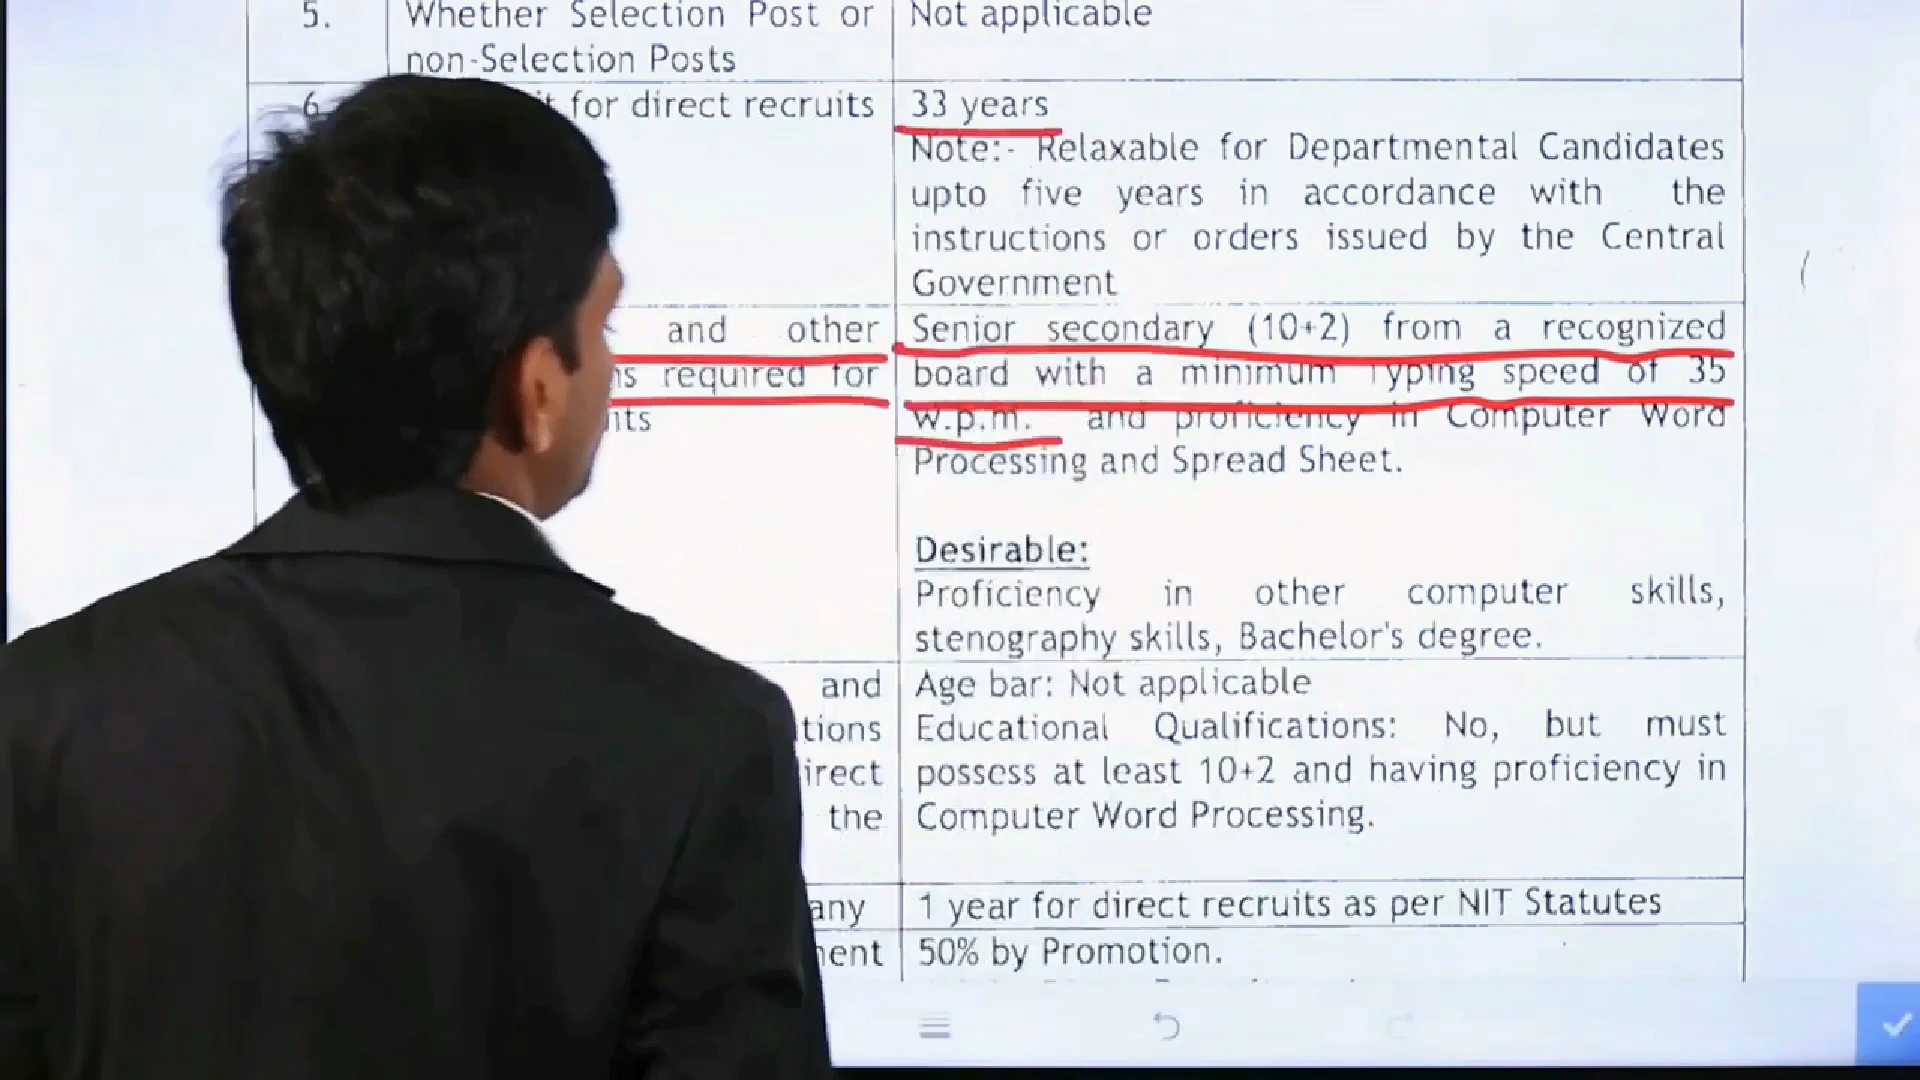 5. Whether Selection Post or Not applicable
non-Selection Posts
6. for direct recruits 33 years
Note:- Relaxable for Departmental Candidates
upto five years in accordance with the
instructions or orders issued by the Central
Government
and other Senior secondary (10+2) from a recognized
required for board with a minimum Typing speed of 35
w.p.m. and proficiency in Computer Word
Processing and Spread Sheet.
Desirable:
Proficiency in other computer skills,
stenography skills, Bachelor's degree.
and Age bar: Not applicable
Educational Qualifications: No, but must
possess at least 10+2 and having proficiency in
the Computer Word Processing.
any 1 year for direct recruits as per NIT Statutes
50% by Promotion.